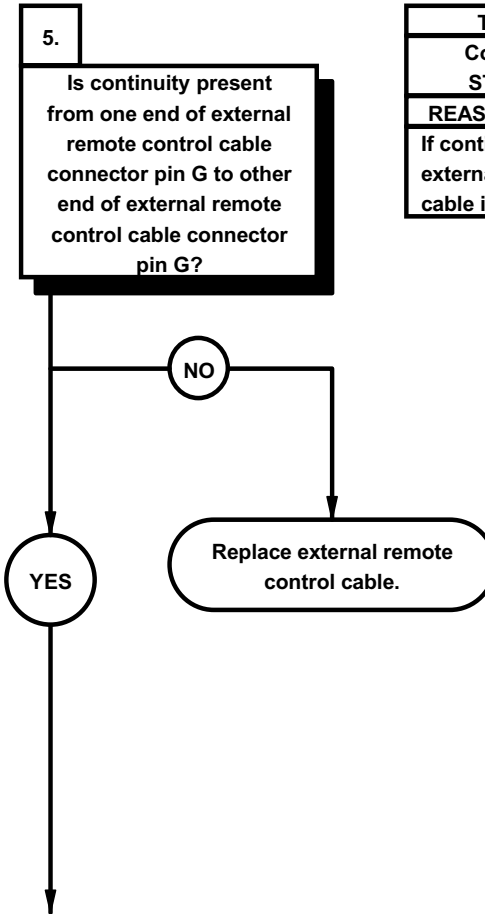 5.
Is continuity present
from one end of external
remote control cable
connector pin G to other
end of external remote
control cable connector
pin G?
NO
YES
Replace external remote
control cable.
T
Co
ST
REAS
If conti
externa
cable i